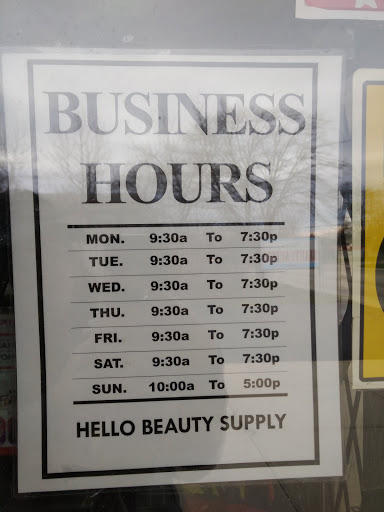 BUSINESS
HOURS
MON. 9:30a To 7:30p
TUE. 9:30a To 7:30p
WED. 9:30a To 7:30p
THU. 9:30a To 7:30p
FRI. 9:30a To 7:30p
SAT. 9:30a To 7:30p
SUN. 10:00a To 5:00p
HELLO BEAUTY SUPPLY